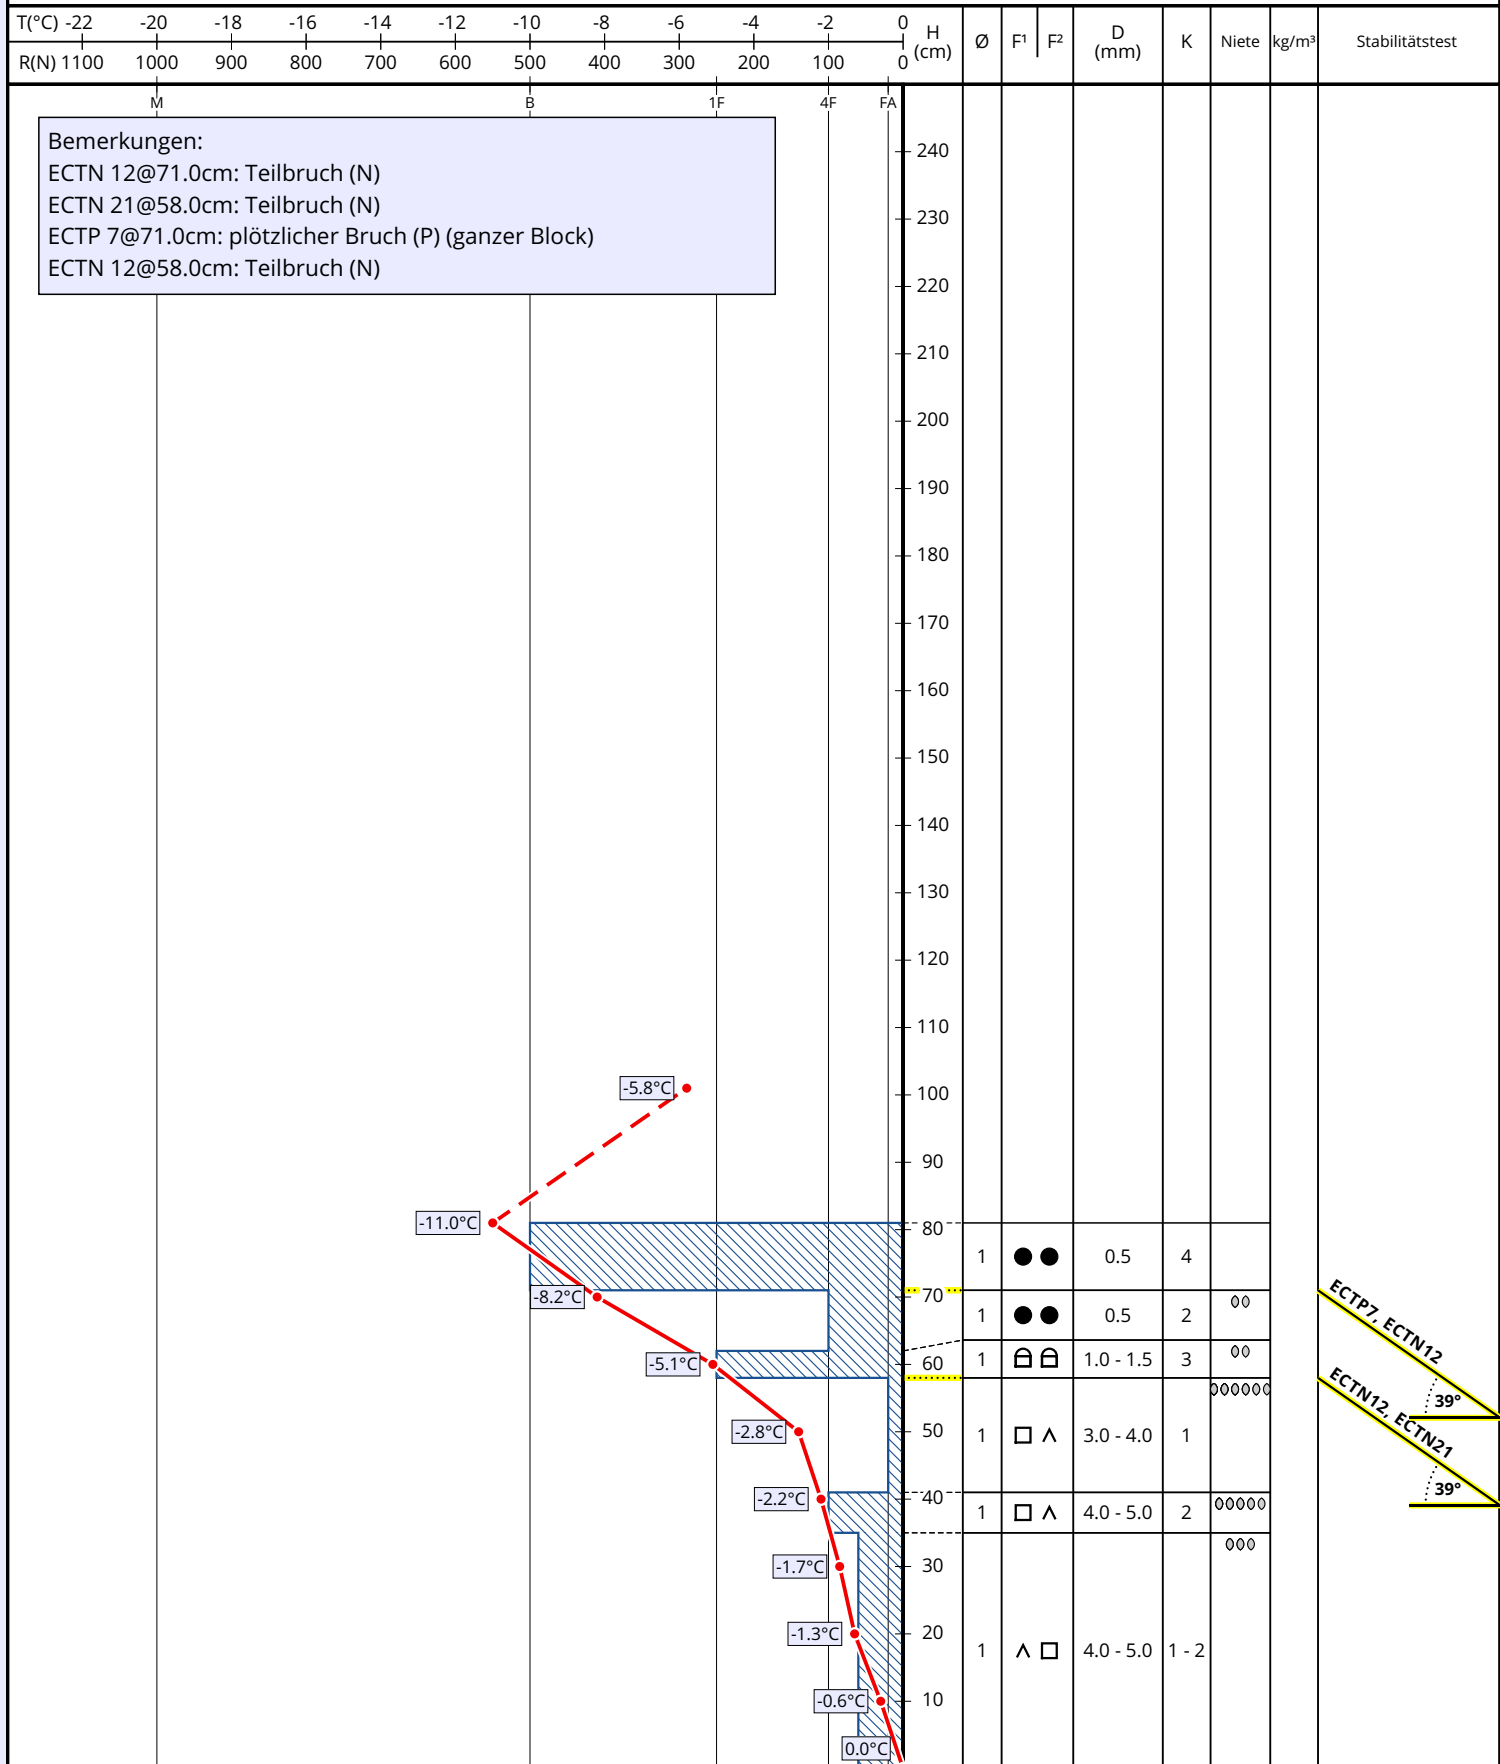 T(°C) -22 -20 -18 -16 -14 -12 -10 -8 -6 -4 -2 0
R(N) 1100 1000 900 800 700 600 500 400 300 200 100 0
H (cm) Ø F¹ F² D (mm) K Niete kg/m³ Stabilitätstest
M B 1F 4F FA
Bemerkungen:
ECTN 12@71.0cm: Teilbruch (N)
ECTN 21@58.0cm: Teilbruch (N)
ECTP 7@71.0cm: plötzlicher Bruch (P) (ganzer Block)
ECTN 12@58.0cm: Teilbruch (N)
240
230
220
210
200
190
180
170
160
150
140
130
120
110
-5.8°C 100
90
-11.0°C 80
1 0.5 4
-8.2°C 70
1 0.5 2
ECTP7, ECTN12
39°
-5.1°C 60
1 1.0 - 1.5 3
ECTN12, ECTN21
39°
-2.8°C 50
1 3.0 - 4.0 1
-2.2°C 40
1 4.0 - 5.0 2
-1.7°C 30
-1.3°C 20
1 4.0 - 5.0 1 - 2
-0.6°C 10
0.0°C